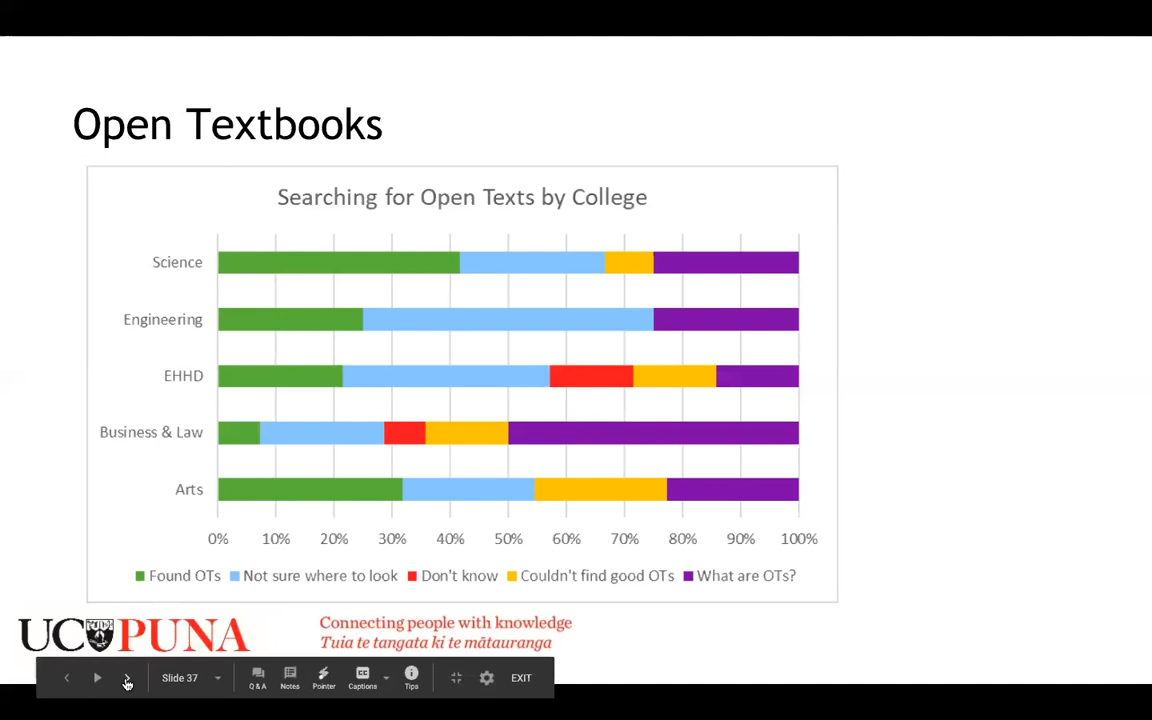 Open Textbooks
Searching for Open Texts by College
Science
Engineering
EHHD
Business & Law
Arts
0% 10% 20% 30% 40% 50% 60% 70% 80% 90% 100%
Found OTs Not sure where to look Don't know Couldn't find good OTs What are OTs?
UC PUNA
Connecting people with knowledge
Tuia te tangata ki te mātauranga
Slide 37 Q & A Notes Pointer Captions Tips EXIT
CC